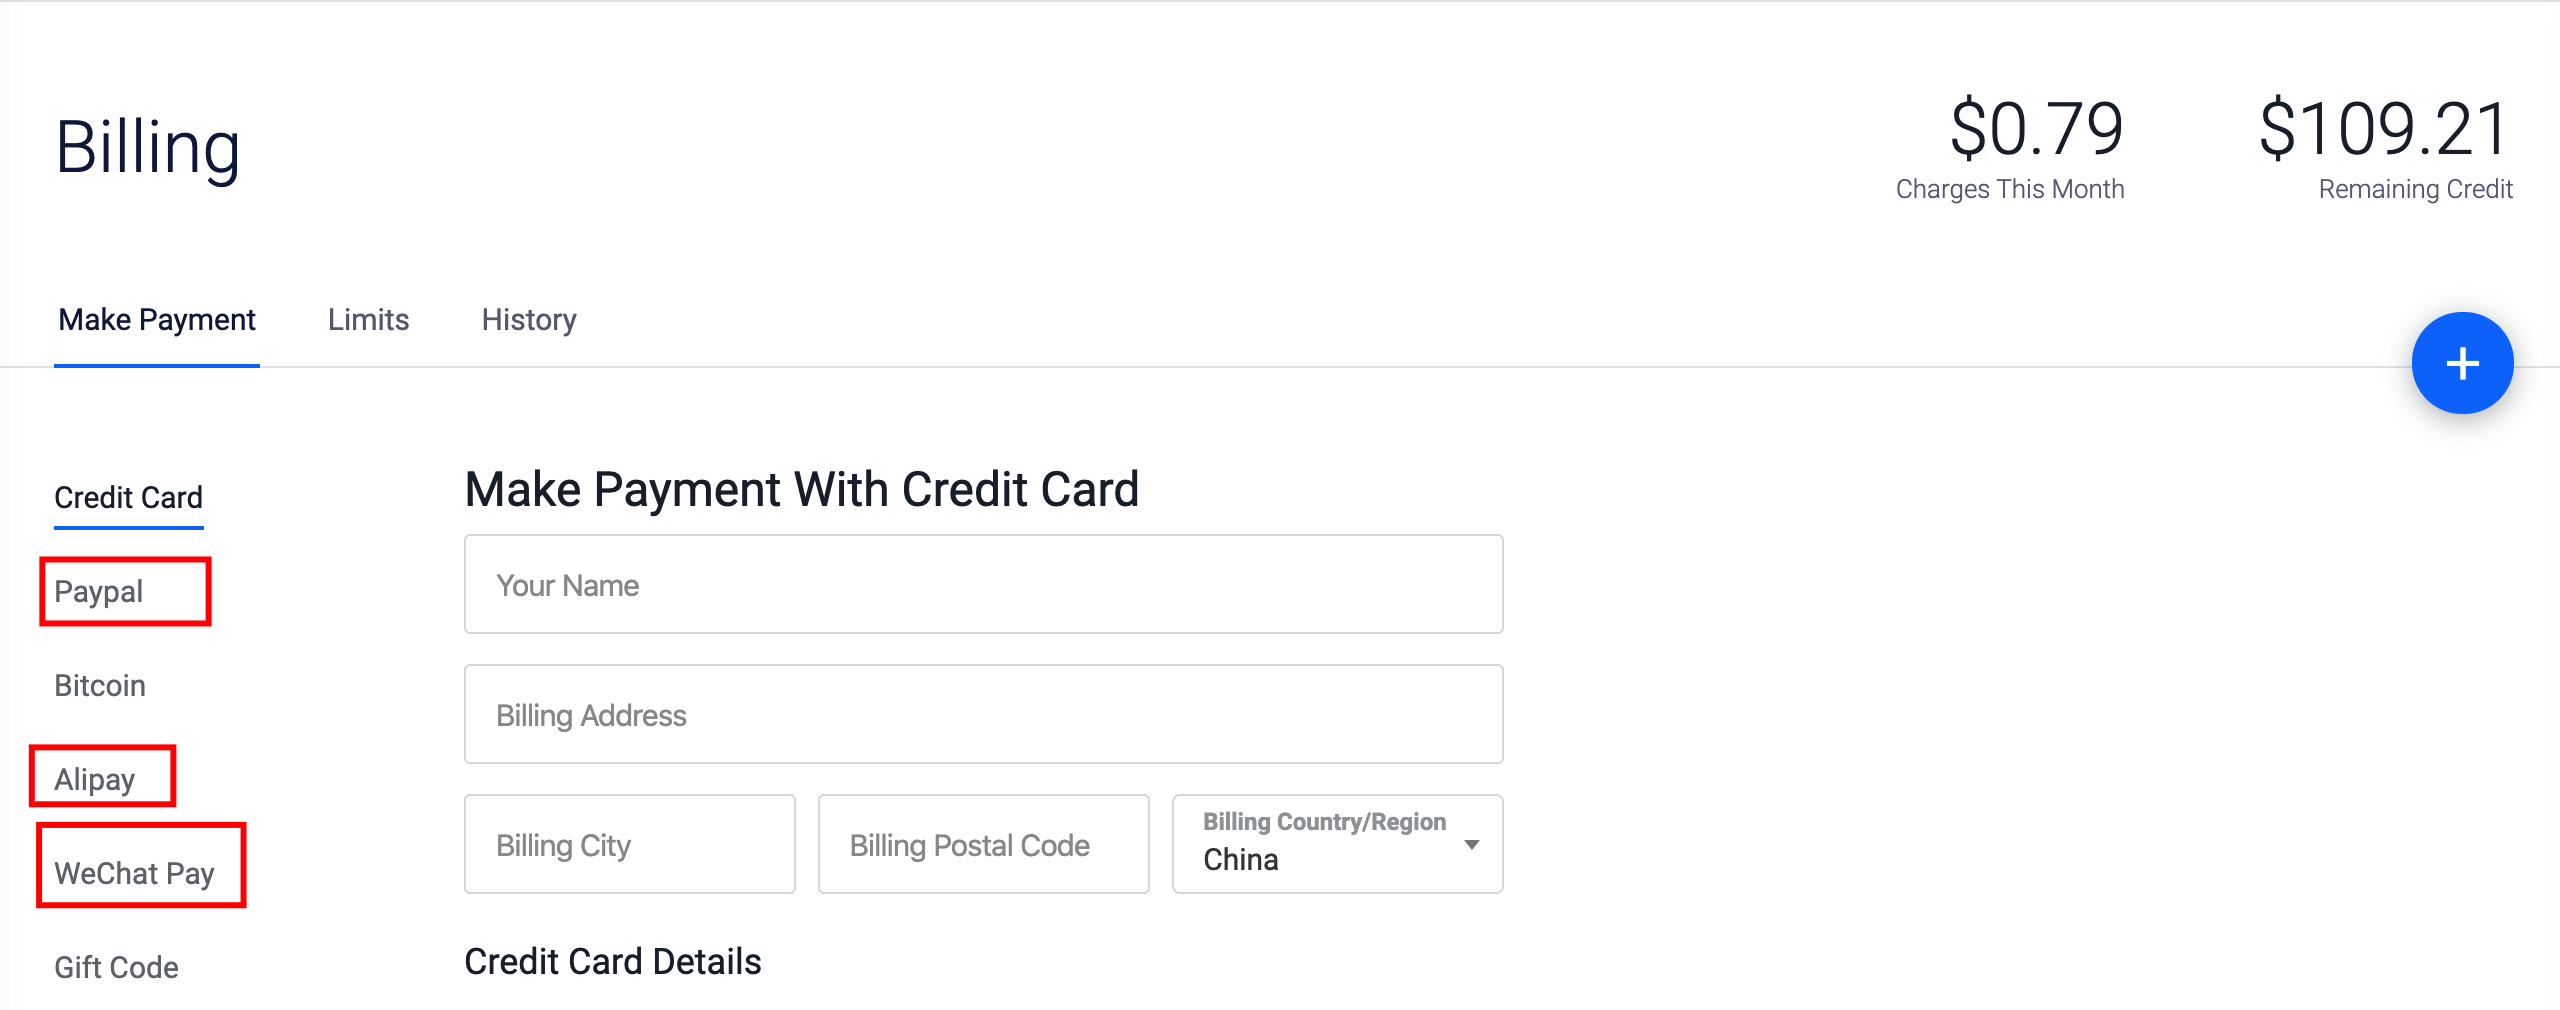 Billing
$0.79
Charges This Month
$109.21
Remaining Credit
Make Payment
Limits
History
+
Credit Card
Paypal
Bitcoin
Alipay
WeChat Pay
Gift Code
Make Payment With Credit Card
Your Name
Billing Address
Billing City
Billing Postal Code
Billing Country/Region
China
Credit Card Details